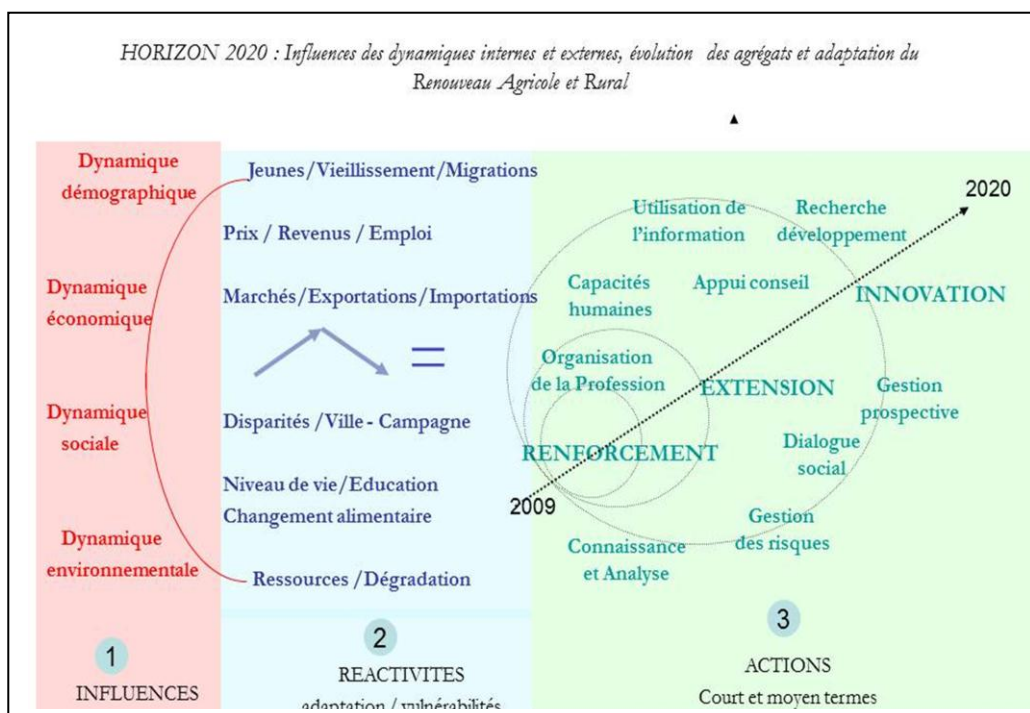 HORIZON 2020 : Influences des dynamiques internes et externes, évolution des agrégats et adaptation du
Renouveau Agricole et Rural
Dynamique
démographique
Dynamique
économique
Dynamique
sociale
Dynamique
environnementale
1
INFLUENCES
Jeunes/Vieillissement/Migrations
Prix / Revenus / Emploi
Marchés/Exportations/Importations
=
Disparités /Ville - Campagne
Niveau de vie/Education
Changement alimentaire
Ressources /Dégradation
2
REACTIVITES
adaptation / vulnérabilités
2020
Utilisation de
l'information
Recherche
développement
Capacités
humaines
Appui conseil
INNOVATION
Organisation
de la Profession
EXTENSION
Gestion
prospective
RENFORCEMENT
Dialogue
social
2009
Gestion
des risques
Connaissance
et Analyse
3
ACTIONS
Court et moyen termes